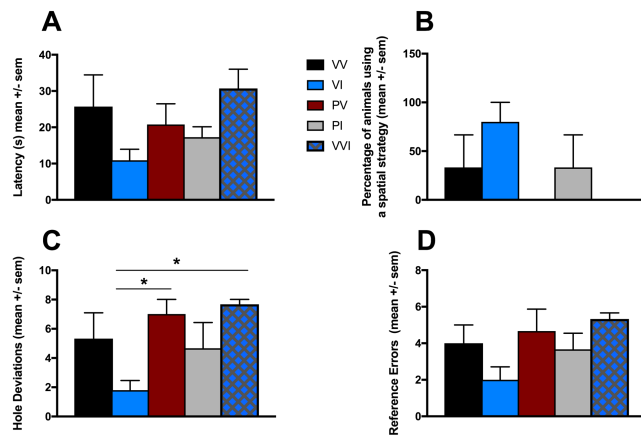 A
Latency (s) mean +/- sem
40
30
20
10
0
VV
VI
PV
PI
VVI
B
Percentage of animals using
a spatial strategy (mean +/- sem)
150
100
50
0
C
Hole Deviations (mean +/- sem)
10
8
6
4
2
0
*
*
D
Reference Errors (mean +/- sem)
8
6
4
2
0